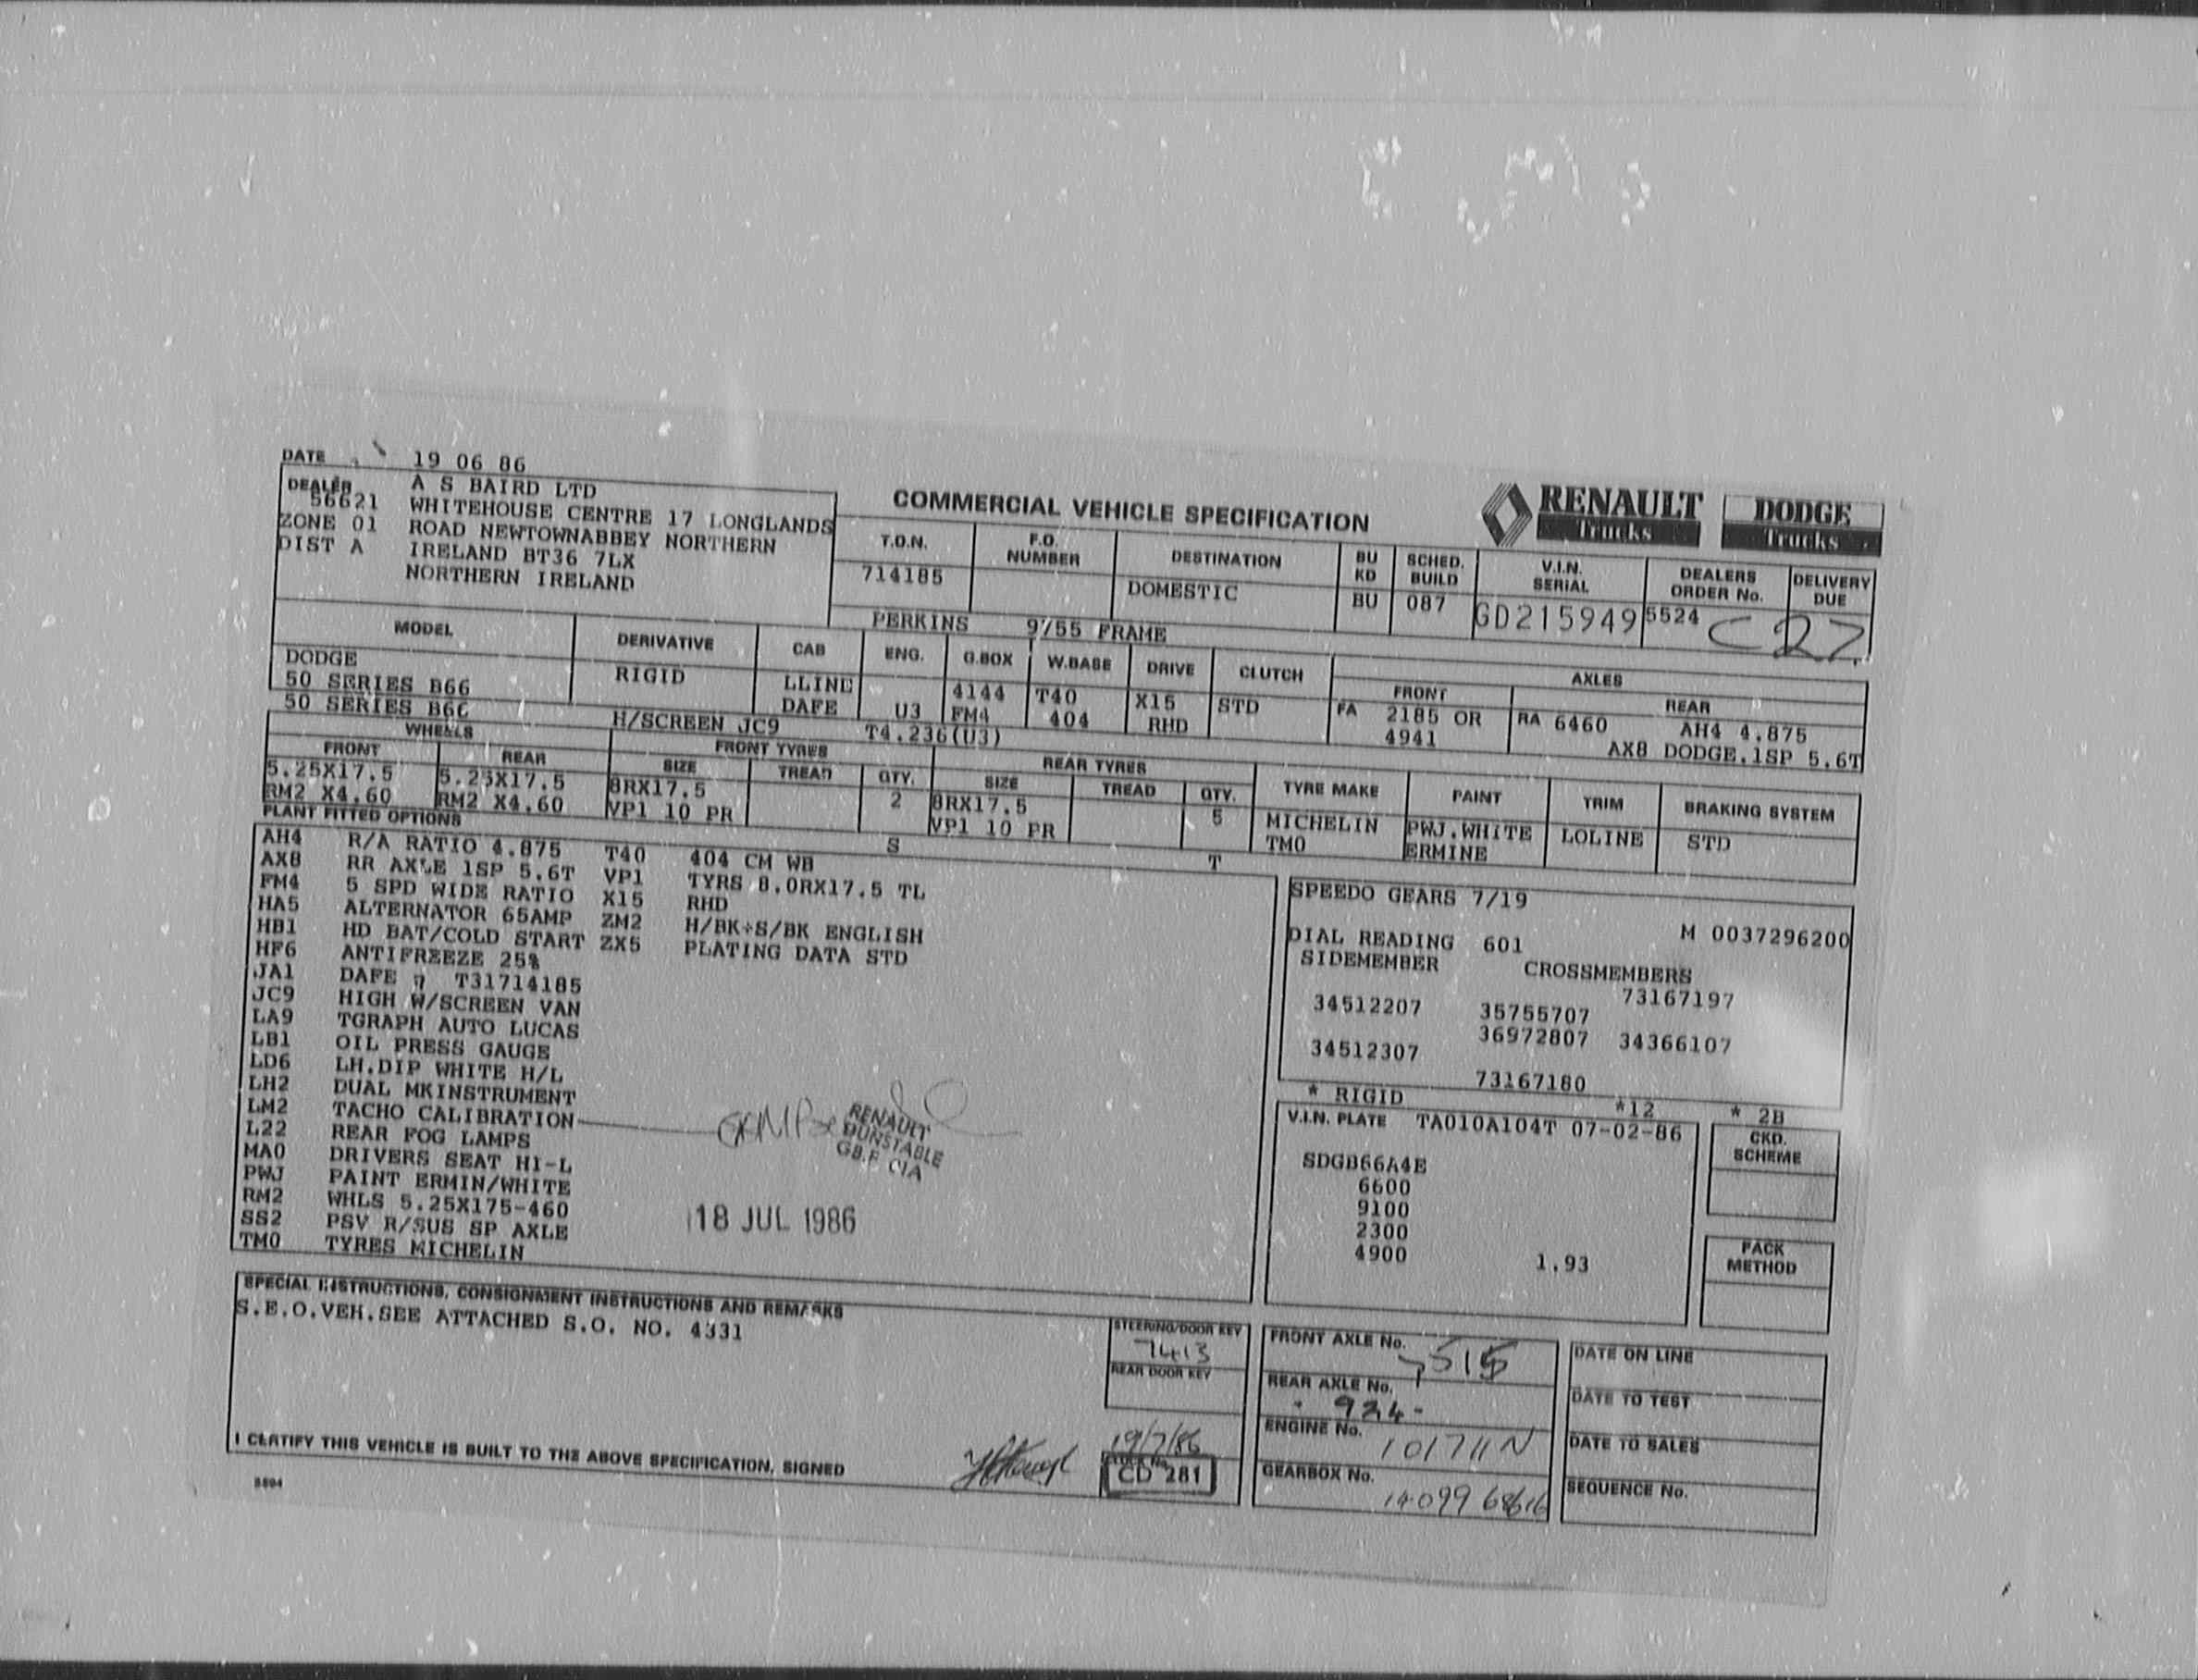 DATE 19 06 86
DEALER A S BAIRD LTD
56621 WHITEHOUSE CENTRE 17 LONGLANDS
ZONE 01 ROAD NEWTOWNABBEY NORTHERN
DIST A IRELAND BT36 7LX
NORTHERN IRELAND
COMMERCIAL VEHICLE SPECIFICATION
RENAULT Trucks
DODGE Trucks
T.O.N. F.O. NUMBER DESTINATION BU KD SCHED. BUILD V.I.N. SERIAL DEALERS ORDER No. DELIVERY DUE
714185 DOMESTIC BU 087 GD215949 5524 C27
PERKINS 9'/55 FRAME
MODEL DERIVATIVE CAB ENG. G.BOX W.BASE DRIVE CLUTCH AXLES
FRONT REAR
DODGE RIGID LLIND 4144 T40 X15 STD FA 2185 OR RA 6460 AH4 4.875
50 SERIES B66 DAFE U3 FM4 404 RHD 4941 AX8 DODGE.1SP 5.6T
50 SERIES B66 H/SCREEN JC9 T4.236(U3)
WHEELS FRONT TYRES REAR TYRES
FRONT REAR SIZE TREAD QTY. SIZE TREAD QTY. TYRE MAKE PAINT TRIM BRAKING SYSTEM
5.25X17.5 5.25X17.5 8RX17.5 2 8RX17.5 5 MICHELIN PWJ.WHITE LOLINE STD
RM2 X4.60 RM2 X4.60 VP1 10 PR VP1 10 PR TM0 ERMINE
PLANT FITTED OPTIONS S T
AH4 R/A RATIO 4.875 T40 404 CM WB
AX8 RR AXLE 1SP 5.6T VP1 TYRS 8.0RX17.5 TL
FM4 5 SPD WIDE RATIO X15 RHD
HA5 ALTERNATOR 65AMP ZM2 H/BK+S/BK ENGLISH
HB1 HD BAT/COLD START ZX5 PLATING DATA STD
HF6 ANTIFREEZE 25%
JA1 DAFE T31714185
JC9 HIGH W/SCREEN VAN
LA9 TGRAPH AUTO LUCAS
LB1 OIL PRESS GAUGE
LD6 LH.DIP WHITE H/L
LH2 DUAL MKINSTRUMENT
LM2 TACHO CALIBRATION
L22 REAR FOG LAMPS
MA0 DRIVERS SEAT HI-L
PWJ PAINT ERMIN/WHITE
RM2 WHLS 5.25X175-460
SS2 PSV R/SUS SP AXLE
TM0 TYRES MICHELIN
RENAULT
DUNSTABLE
18 JUL 1986
SPEEDO GEARS 7/19
M 0037296200
DIAL READING 601
SIDEMEMBER CROSSMEMBERS
73167197
34512207 35755707
36972807 34366107
34512307
73167180
* RIGID *12 * 2B
V.I.N. PLATE TA010A104T 07-02-86
SDGB66A4E
6600
9100
2300
4900 1.93
CKD. SCHEME
PACK METHOD
SPECIAL INSTRUCTIONS, CONSIGNMENT INSTRUCTIONS AND REMARKS
S.E.O.VEH.SEE ATTACHED S.O. NO. 4331
STEERING/DOOR KEY
7413
REAR DOOR KEY
19/7/86
CD 281
I CERTIFY THIS VEHICLE IS BUILT TO THE ABOVE SPECIFICATION, SIGNED
FRONT AXLE No.
REAR AXLE No.
924
ENGINE No.
101711N
GEARBOX No.
DATE ON LINE
DATE TO TEST
DATE TO SALES
SEQUENCE No.